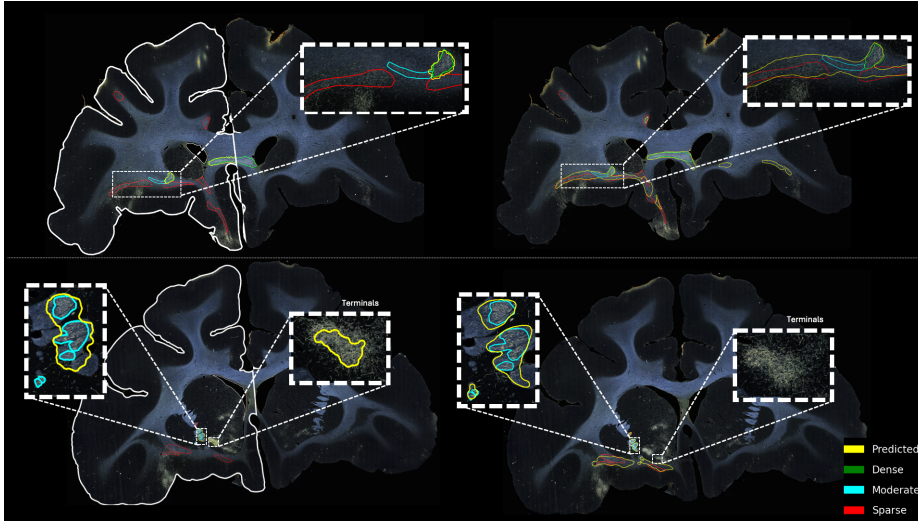 Terminals
Terminals
Predicted
Dense
Moderate
Sparse